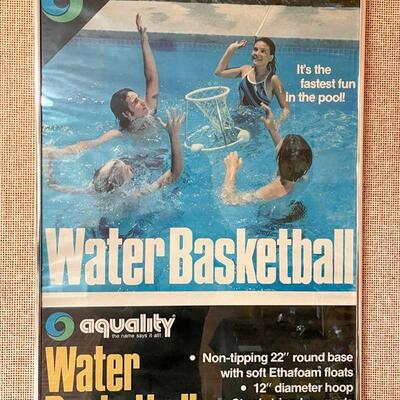 It's the
fastest fun
in the pool!
Water Basketball
aquality®
the name says it all!
Water
• Non-tipping 22" round base
with soft Ethafoam® floats
• 12" diameter hoop